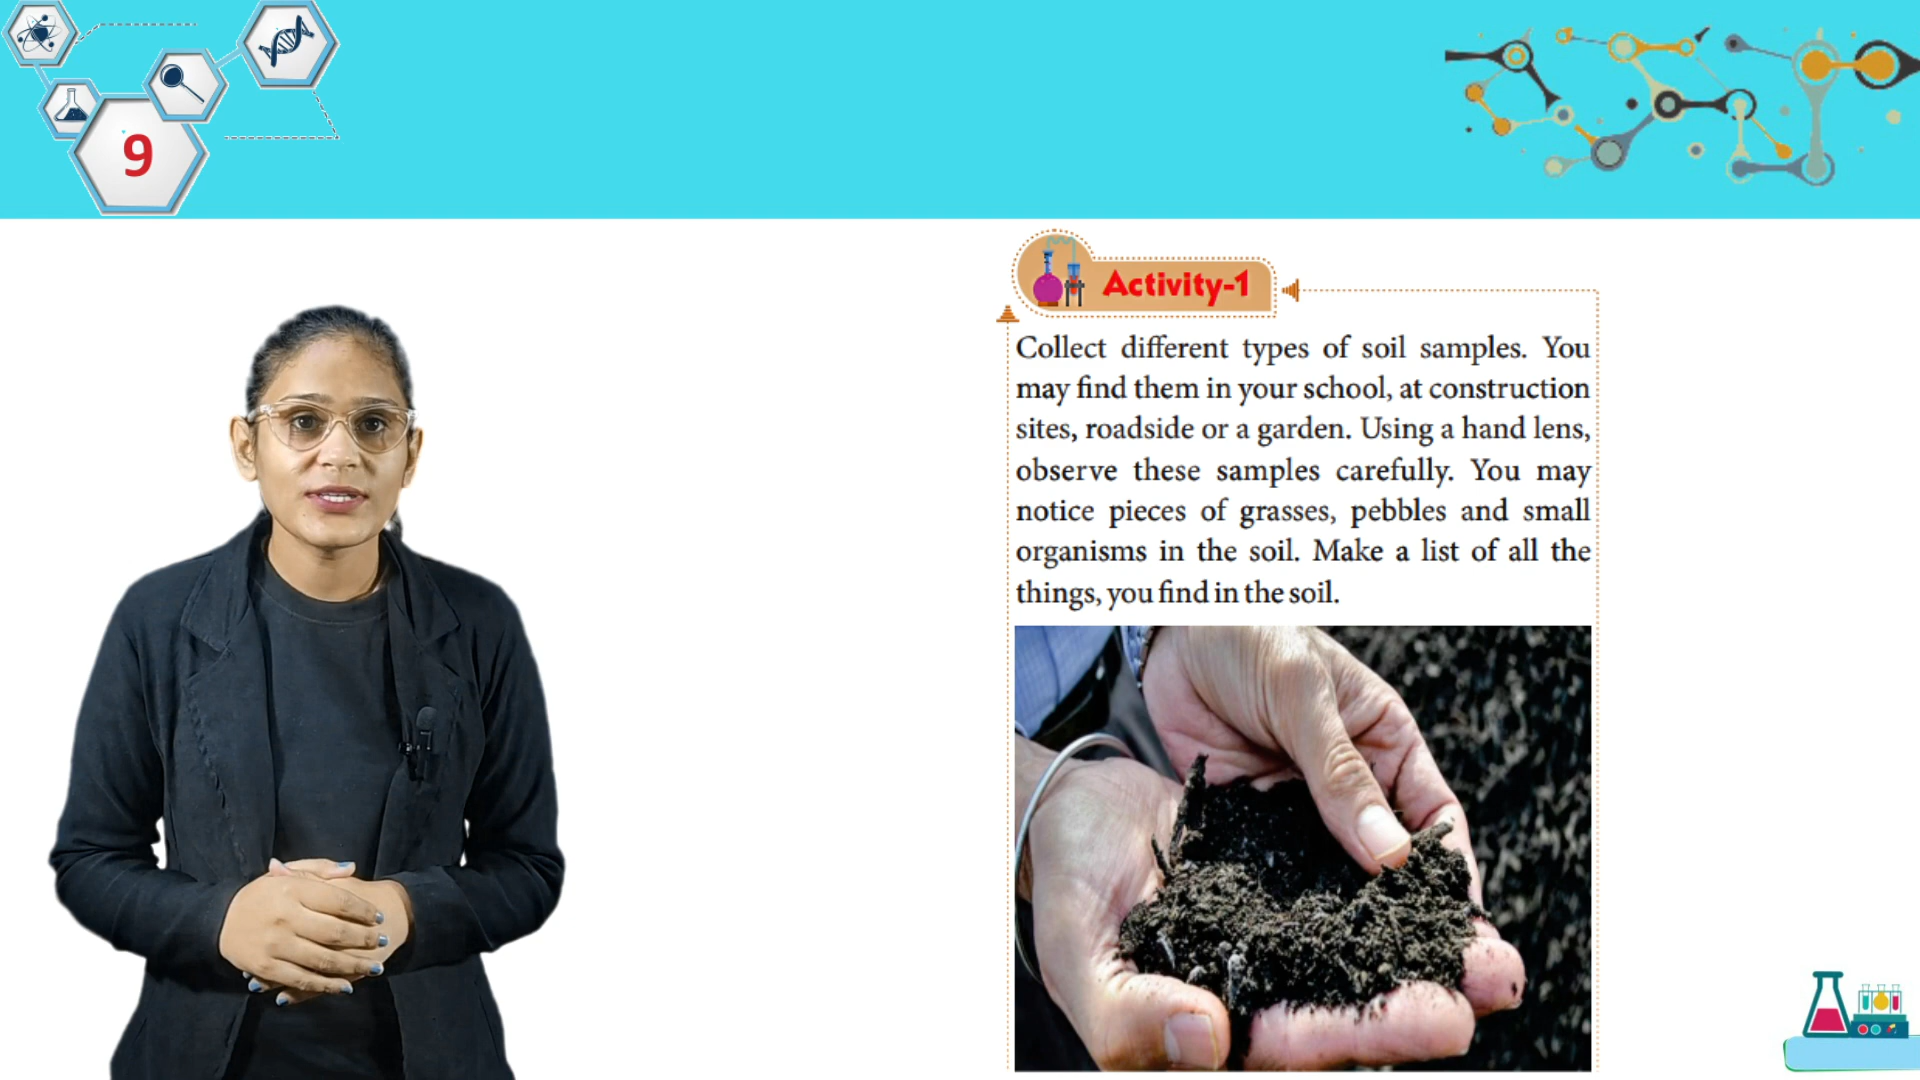 9
Activity-1
Collect different types of soil samples. You
may find them in your school, at construction
sites, roadside or a garden. Using a hand lens,
observe these samples carefully. You may
notice pieces of grasses, pebbles and small
organisms in the soil. Make a list of all the
things, you find in the soil.